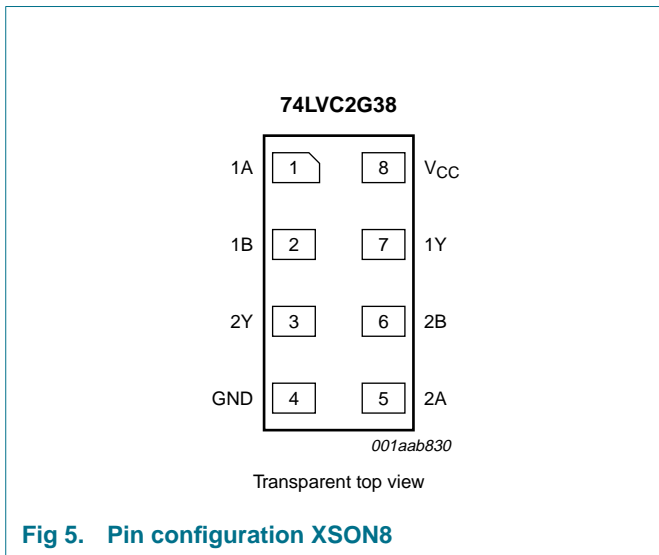 74LVC2G38
1A 1 8 VCC
1B 2 7 1Y
2Y 3 6 2B
GND 4 5 2A
001aab830
Transparent top view
Fig 5. Pin configuration XSON8